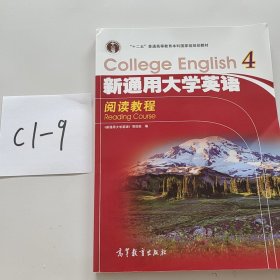 "十二五"普通高等教育本科国家级规划教材
College English 4
新通用大学英语
阅读教程
Reading Course
《新通用大学英语》项目组 编
C1-9
高等教育出版社